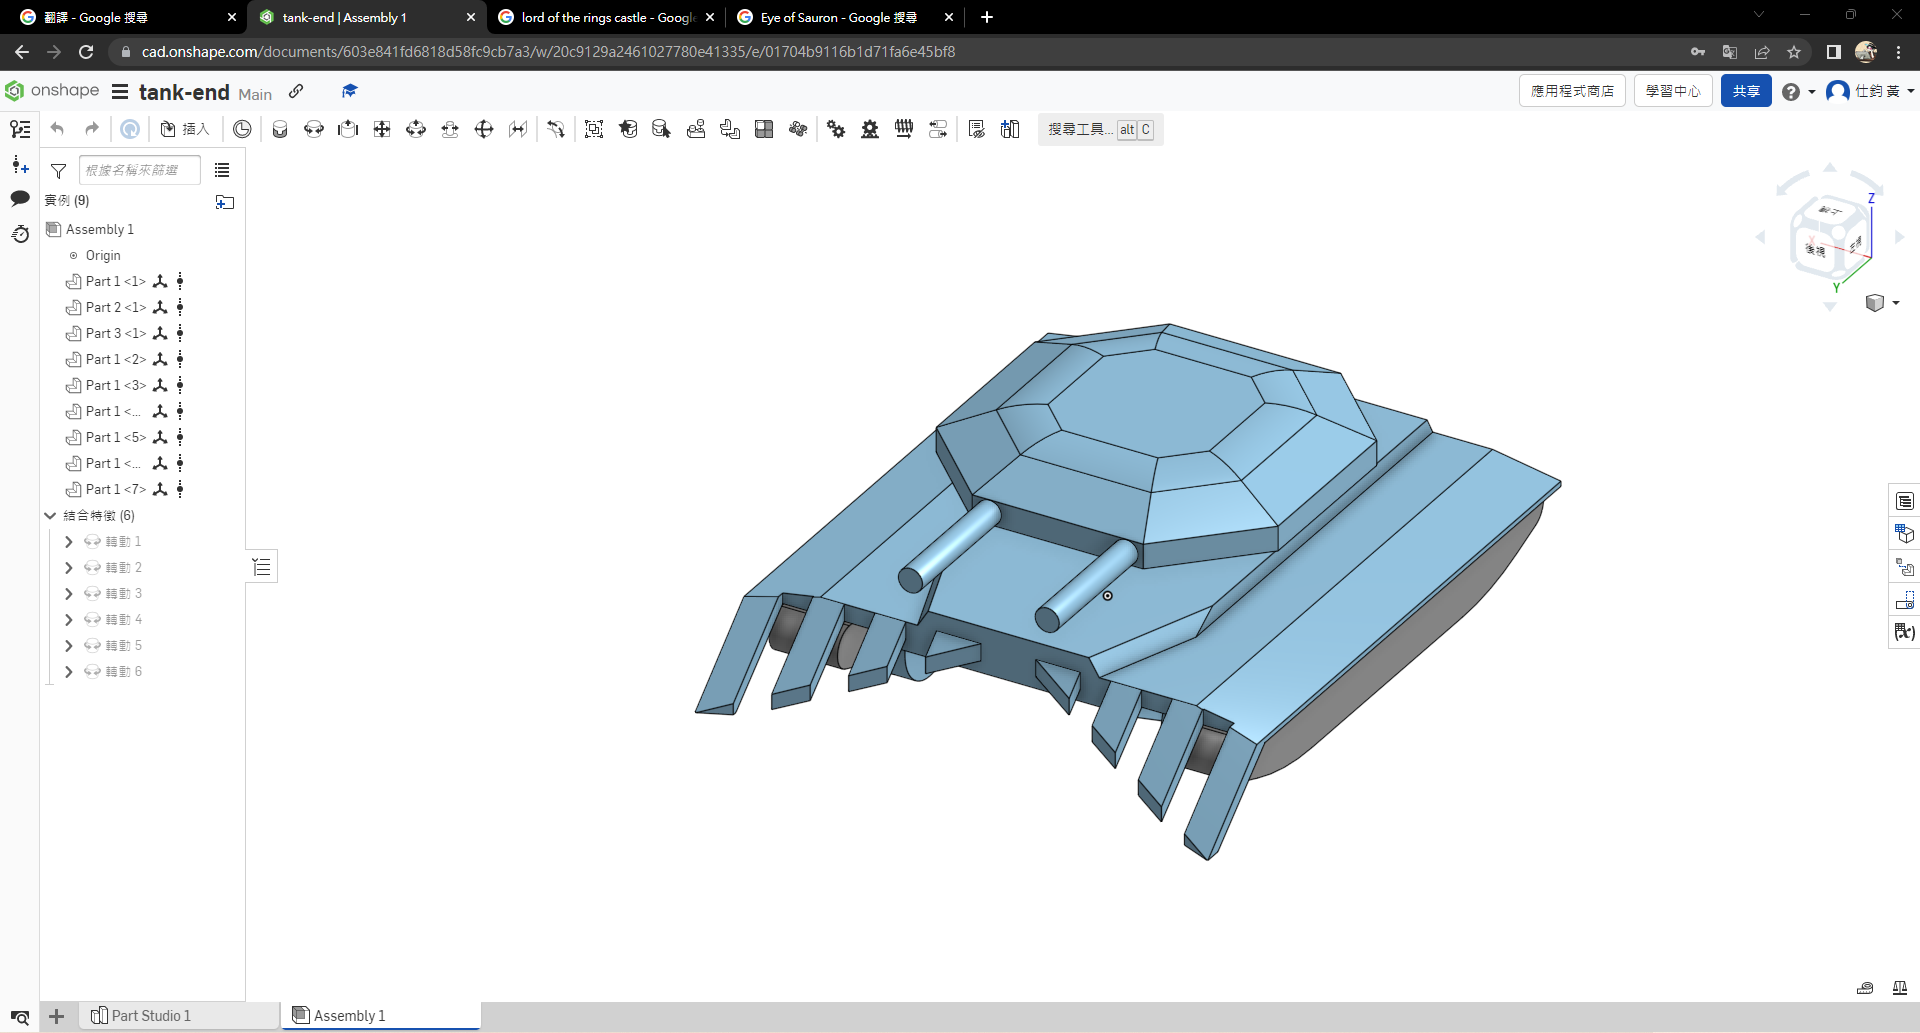 翻譯 - Google 搜尋
tank-end | Assembly 1
lord of the rings castle - Googl
Eye of Sauron - Google 搜尋
cad.onshape.com/documents/603e841fd6818d58fc9cb7a3/w/20c9129a2461027780e41335/e/01704b9116b1d71fa6e45bf8
onshape
tank-end Main
應用程式商店
學習中心
共享
仕鈞 黃
插入
搜尋工具... alt C
根據名稱來篩選
實例 (9)
Assembly 1
Origin
Part 1 <1>
Part 2 <1>
Part 3 <1>
Part 1 <2>
Part 1 <3>
Part 1 <...
Part 1 <5>
Part 1 <...
Part 1 <7>
結合特徵 (6)
轉動 1
轉動 2
轉動 3
轉動 4
轉動 5
轉動 6
Z
X
後視
Y
(x)
Part Studio 1
Assembly 1